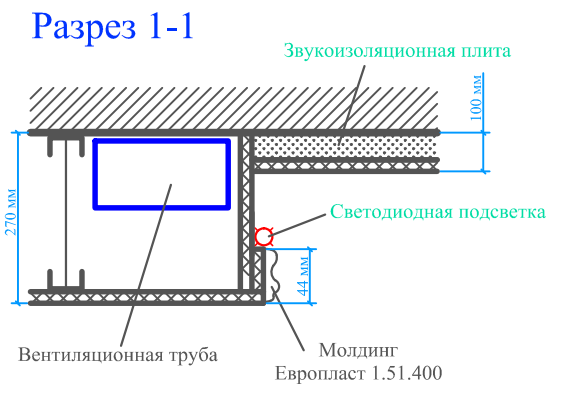 Разрез 1-1
Звукоизоляционная плита
100 мм
270 мм
Светодиодная подсветка
44 мм
Вентиляционная труба
Молдинг
Европласт 1.51.400